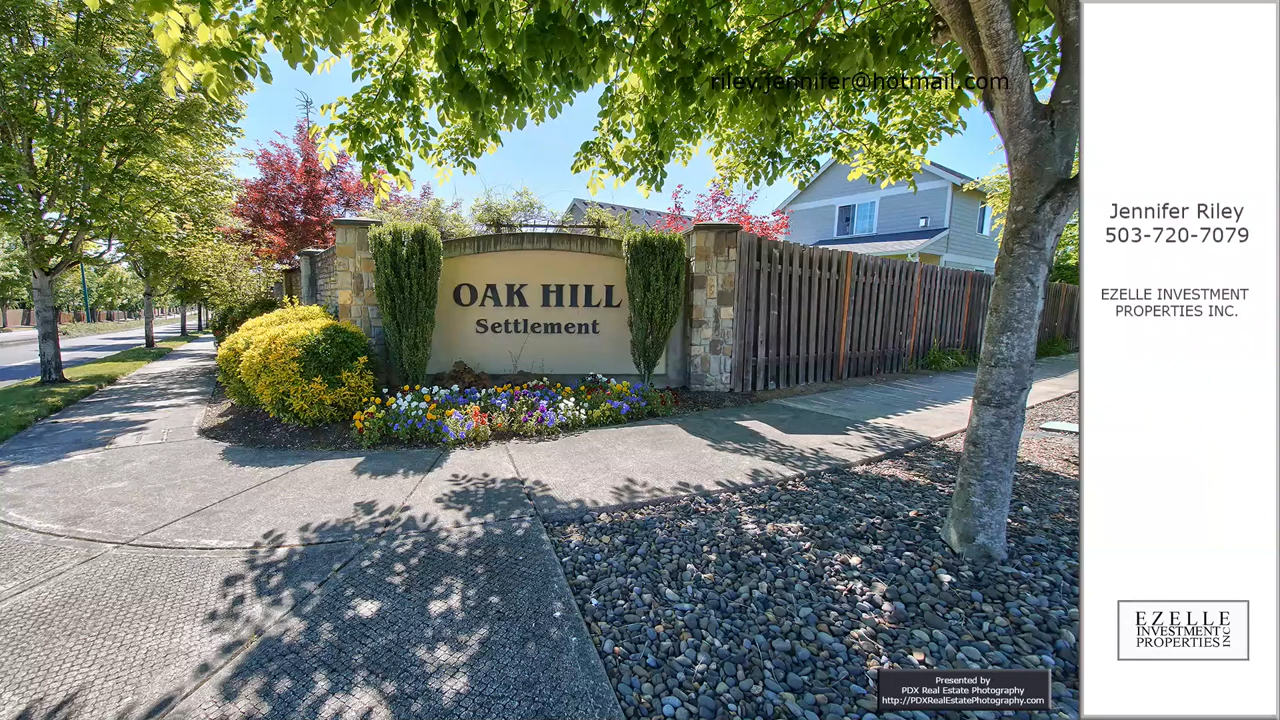 riley.jennifer@hotmail.com
OAK HILL
Settlement
Jennifer Riley
503-720-7079
EZELLE INVESTMENT
PROPERTIES INC.
EZELLE
INVESTMENT
PROPERTIES INC
Presented by
PDX Real Estate Photography
http://PDXRealEstatePhotography.com